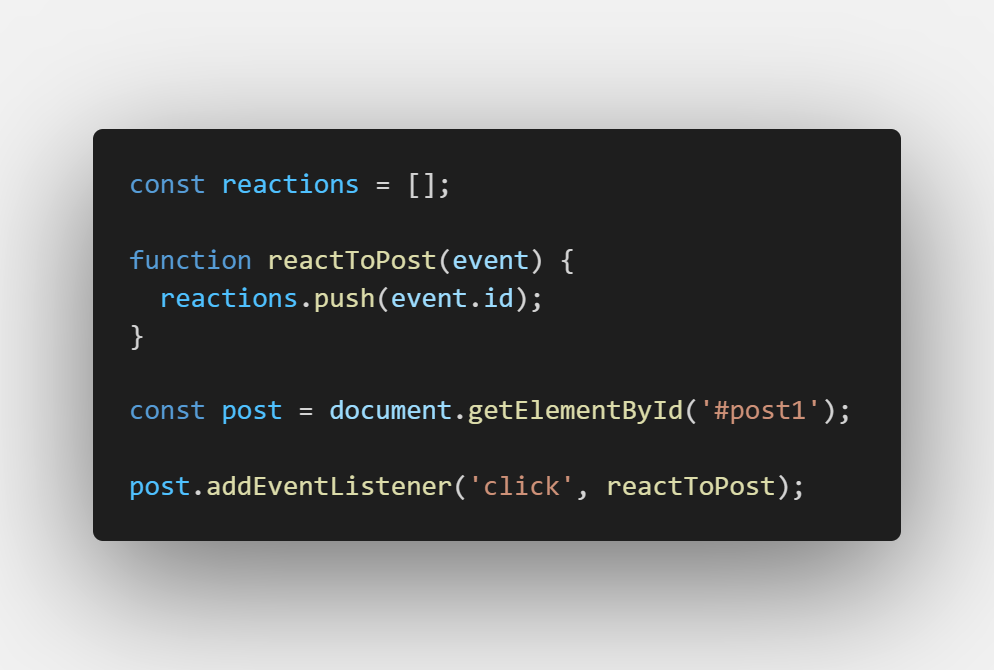 const reactions = [];
function reactToPost(event) {
  reactions.push(event.id);
}
const post = document.getElementById('#post1');
post.addEventListener('click', reactToPost);